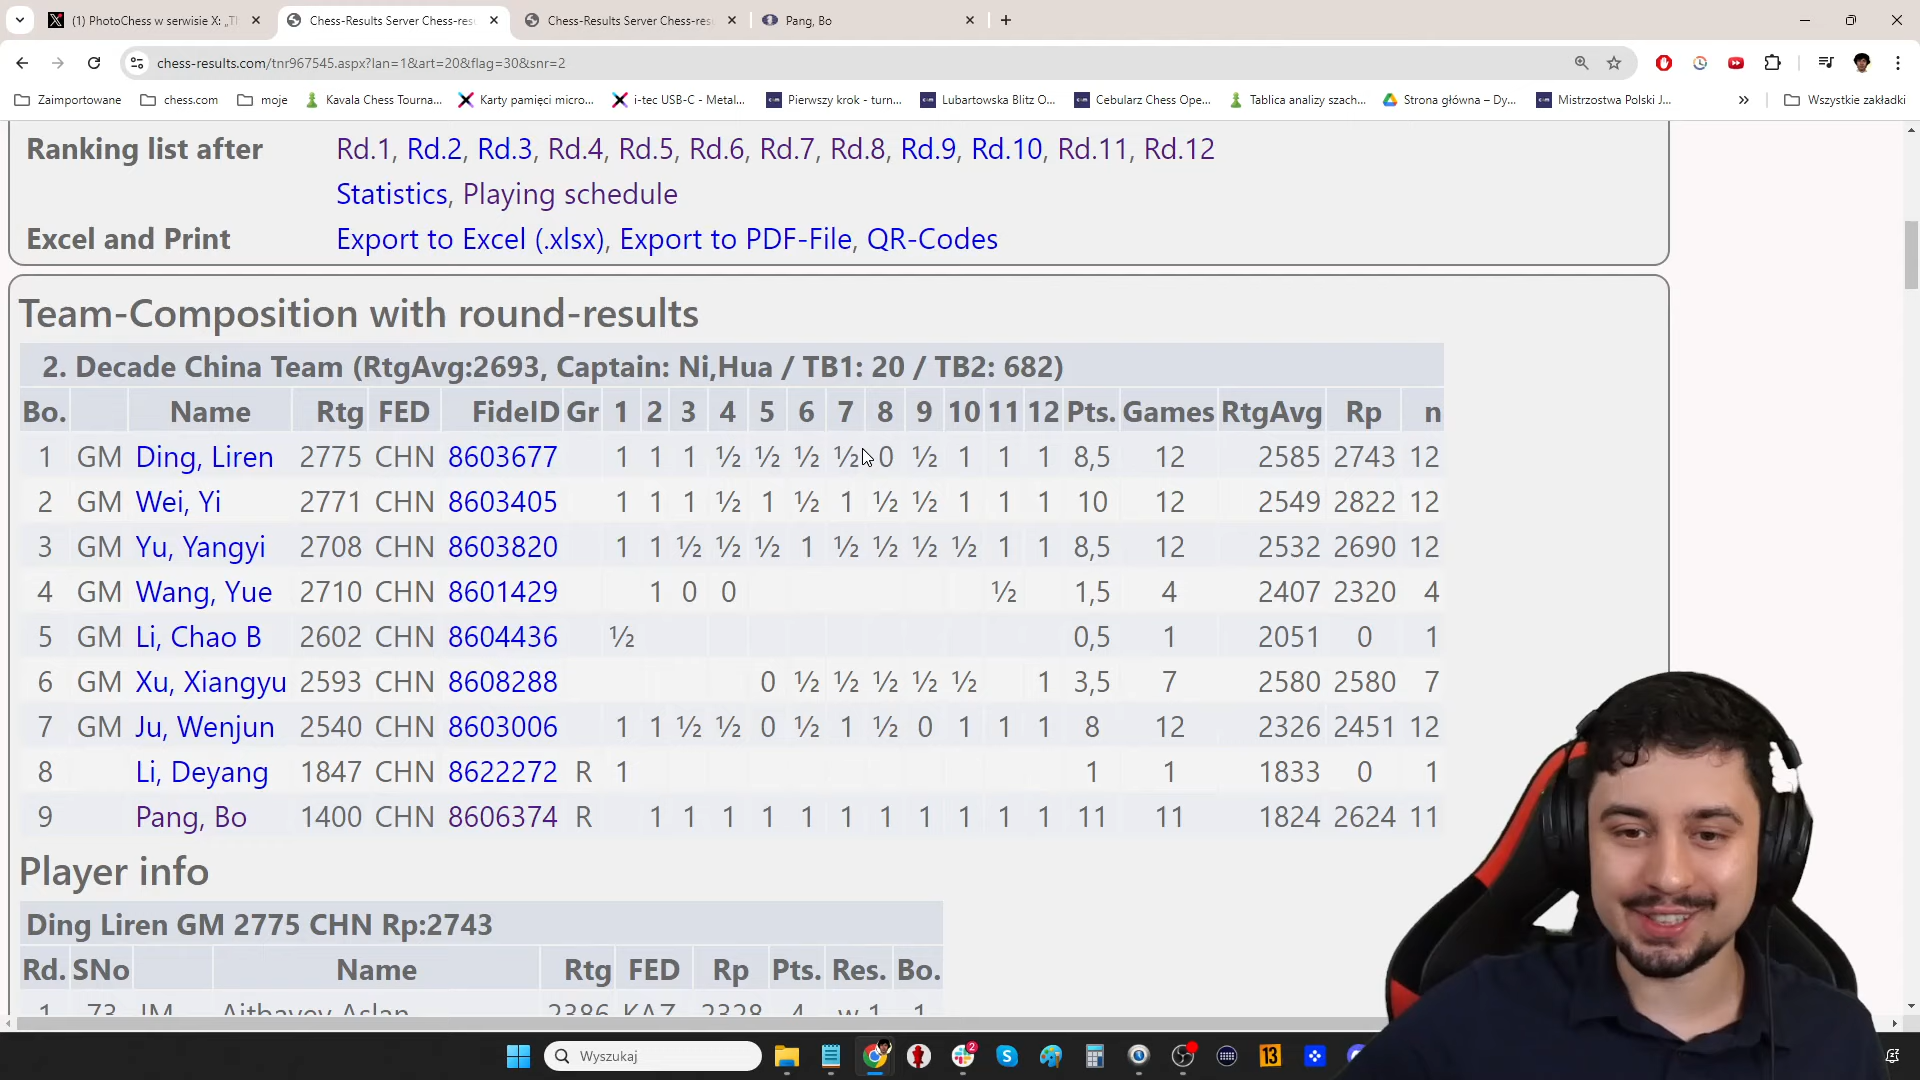 (1) PhotoChess w serwisie X: „Th
Chess-Results Server Chess-resu
Chess-Results Server Chess-resu
Pang, Bo
chess-results.com/tnr967545.aspx?lan=1&art=20&flag=30&snr=2
Zaimportowane chess.com moje Kavala Chess Tourna... Karty pamięci micro... i-tec USB-C - Metal... Pierwszy krok - turn... Lubartowska Blitz O... Cebularz Chess Ope... Tablica analizy szach... Strona główna – Dy... Mistrzostwa Polski J... » Wszystkie zakładki
Ranking list after Rd.1, Rd.2, Rd.3, Rd.4, Rd.5, Rd.6, Rd.7, Rd.8, Rd.9, Rd.10, Rd.11, Rd.12
Statistics, Playing schedule
Excel and Print Export to Excel (.xlsx), Export to PDF-File, QR-Codes
Team-Composition with round-results
2. Decade China Team (RtgAvg:2693, Captain: Ni,Hua / TB1: 20 / TB2: 682)
Bo. Name Rtg FED FideID Gr 1 2 3 4 5 6 7 8 9 10 11 12 Pts. Games RtgAvg Rp n
1 GM Ding, Liren 2775 CHN 8603677 1 1 1 ½ ½ ½ ½ 0 ½ 1 1 1 8,5 12 2585 2743 12
2 GM Wei, Yi 2771 CHN 8603405 1 1 1 ½ 1 ½ 1 ½ ½ 1 1 1 10 12 2549 2822 12
3 GM Yu, Yangyi 2708 CHN 8603820 1 1 ½ ½ ½ 1 ½ ½ ½ ½ 1 1 8,5 12 2532 2690 12
4 GM Wang, Yue 2710 CHN 8601429 1 0 0 ½ 1,5 4 2407 2320 4
5 GM Li, Chao B 2602 CHN 8604436 ½ 0,5 1 2051 0 1
6 GM Xu, Xiangyu 2593 CHN 8608288 0 ½ ½ ½ ½ ½ 1 3,5 7 2580 2580 7
7 GM Ju, Wenjun 2540 CHN 8603006 1 1 ½ ½ 0 ½ 1 ½ 0 1 1 1 8 12 2326 2451 12
8 Li, Deyang 1847 CHN 8622272 R 1 1 1 1833 0 1
9 Pang, Bo 1400 CHN 8606374 R 1 1 1 1 1 1 1 1 1 1 1 11 11 1824 2624 11
Player info
Ding Liren GM 2775 CHN Rp:2743
Rd. SNo Name Rtg FED Rp Pts. Res. Bo.
1 73 IM Aithayev Aslan 2386 KAZ 2328 4 w 1 1
Wyszukaj
2
13